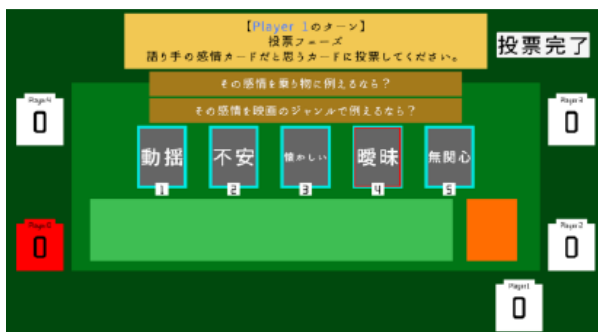 【Player 1のターン】
投票フェーズ
語り手の感情カードだと思うカードに投票してください。
投票完了
その感情を乗り物に例えるなら？
その感情を映画のジャンルで例えるなら？
Player4
0
Player3
0
動揺
不安
懐かしい
曖昧
無関心
1
2
3
4
5
0
Player2
0
Player1
0